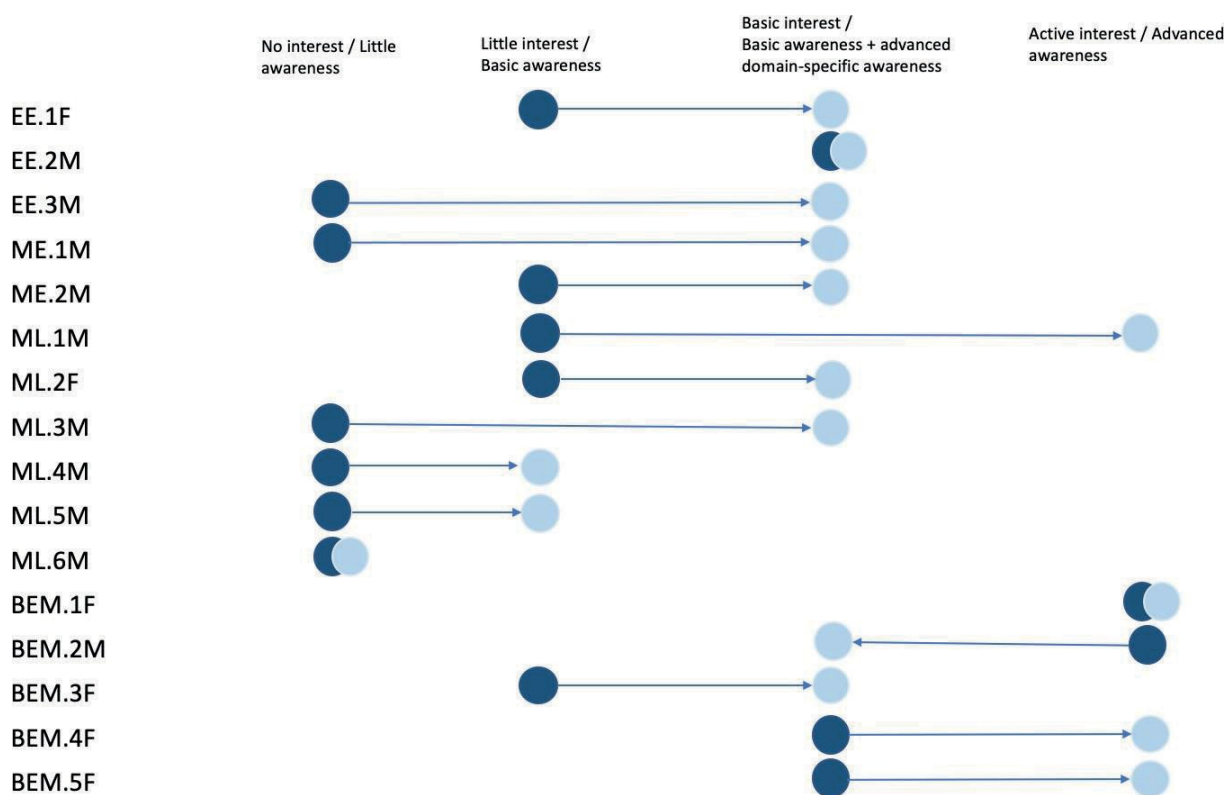 No interest / Little
awareness
Little interest /
Basic awareness
Basic interest /
Basic awareness + advanced
domain-specific awareness
Active interest / Advanced
awareness
EE.1F
EE.2M
EE.3M
ME.1M
ME.2M
ML.1M
ML.2F
ML.3M
ML.4M
ML.5M
ML.6M
BEM.1F
BEM.2M
BEM.3F
BEM.4F
BEM.5F